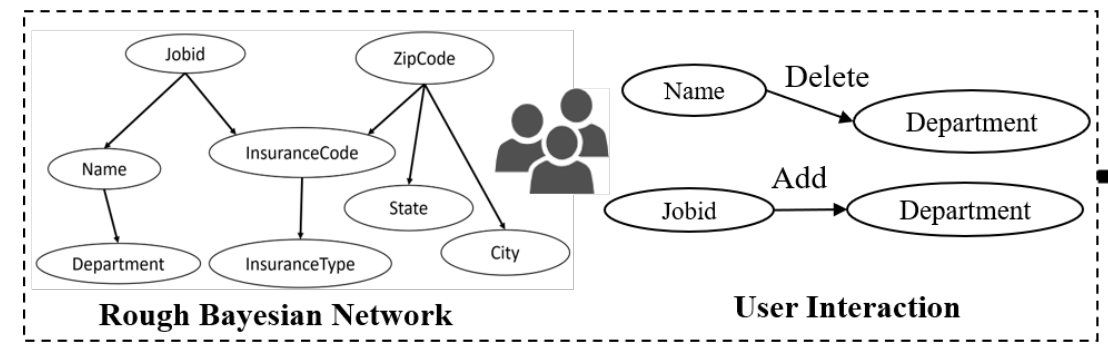 Jobid
ZipCode
InsuranceCode
Name
State
City
Department
InsuranceType
Rough Bayesian Network
Name
Delete
Department
Jobid
Add
Department
User Interaction